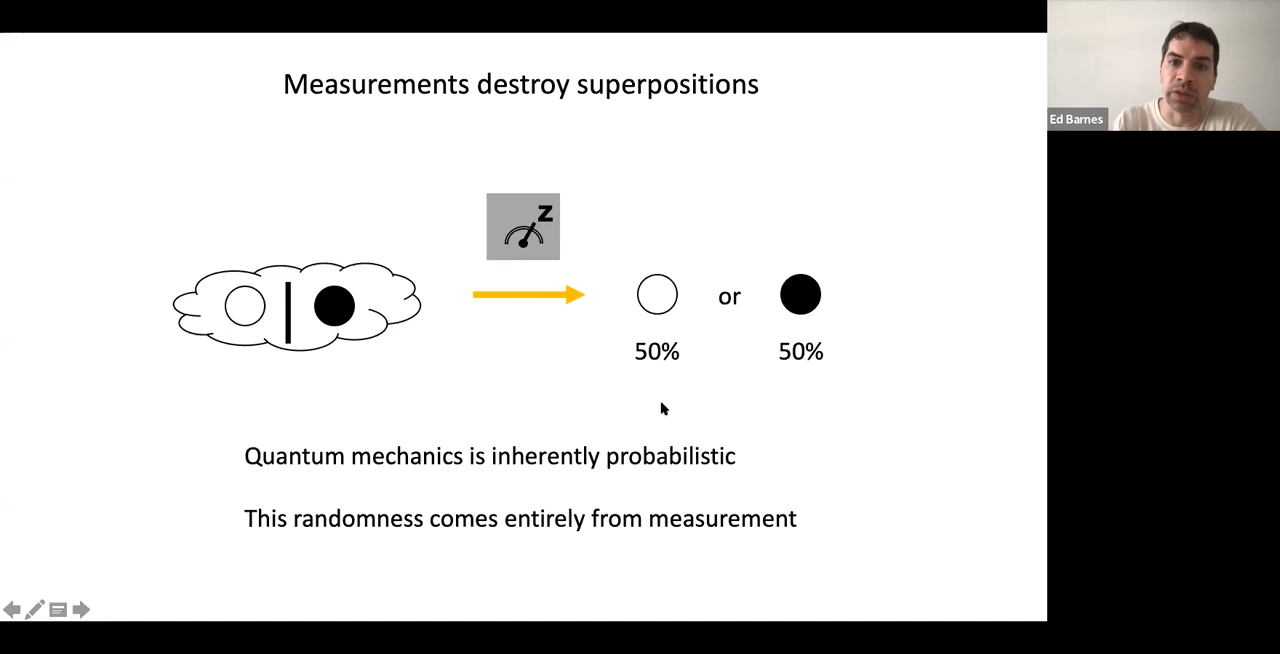 Measurements destroy superpositions
Ed Barnes
z
or
50%
50%
Quantum mechanics is inherently probabilistic
This randomness comes entirely from measurement